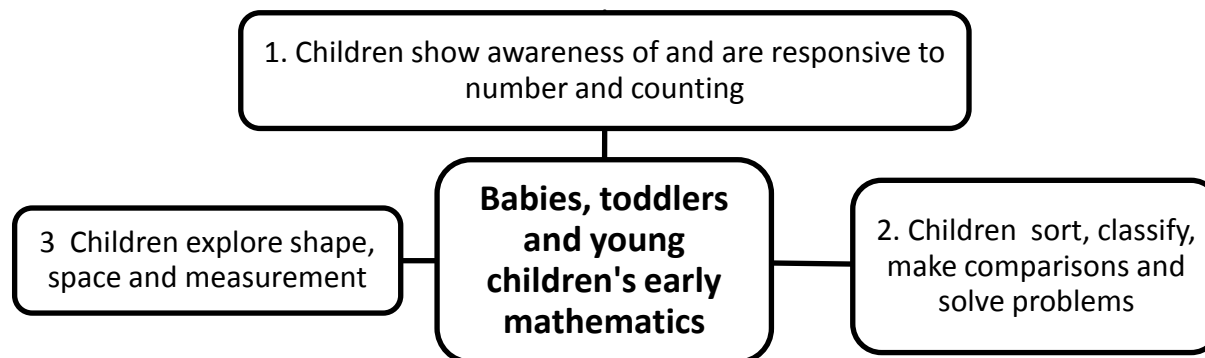 1. Children show awareness of and are responsive to
number and counting
Babies, toddlers
and young
children's early
mathematics
2. Children  sort, classify,
make comparisons and
solve problems
3  Children explore shape,
space and measurement